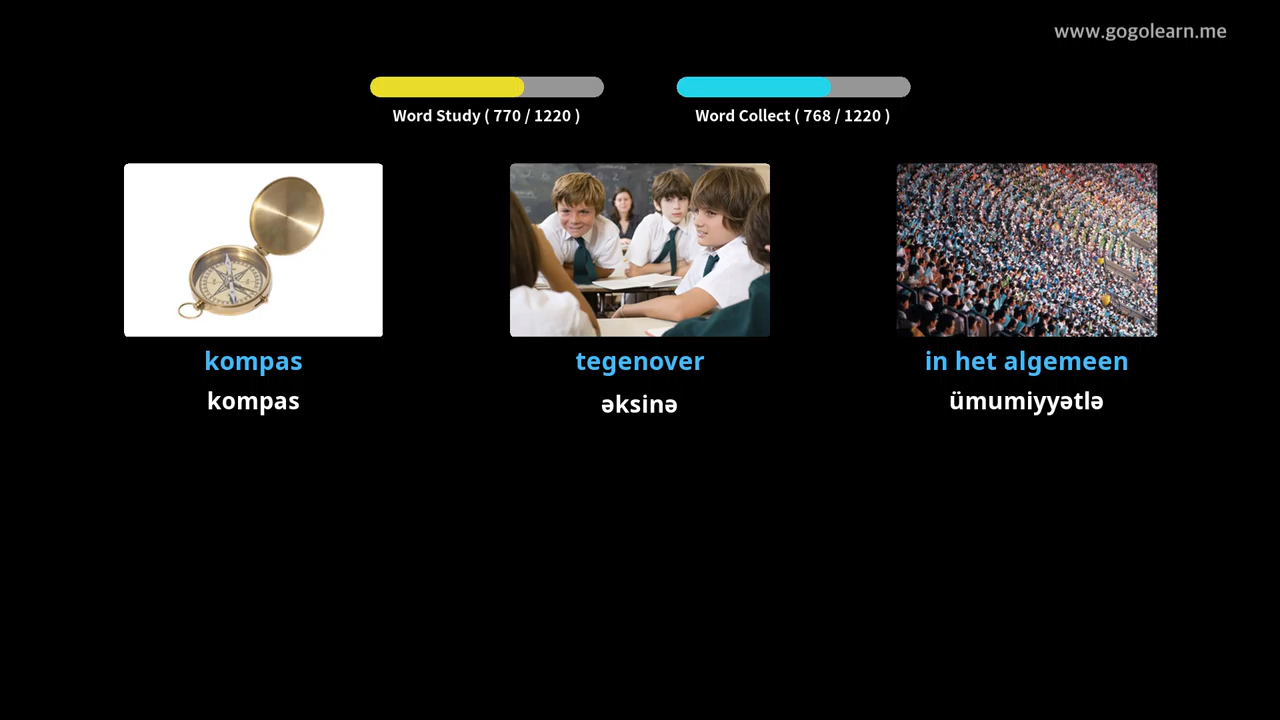 www.gogolearn.me
Word Study ( 770 / 1220 )
Word Collect ( 768 / 1220 )
kompas
kompas
tegenover
əksinə
in het algemeen
ümumiyyətlə